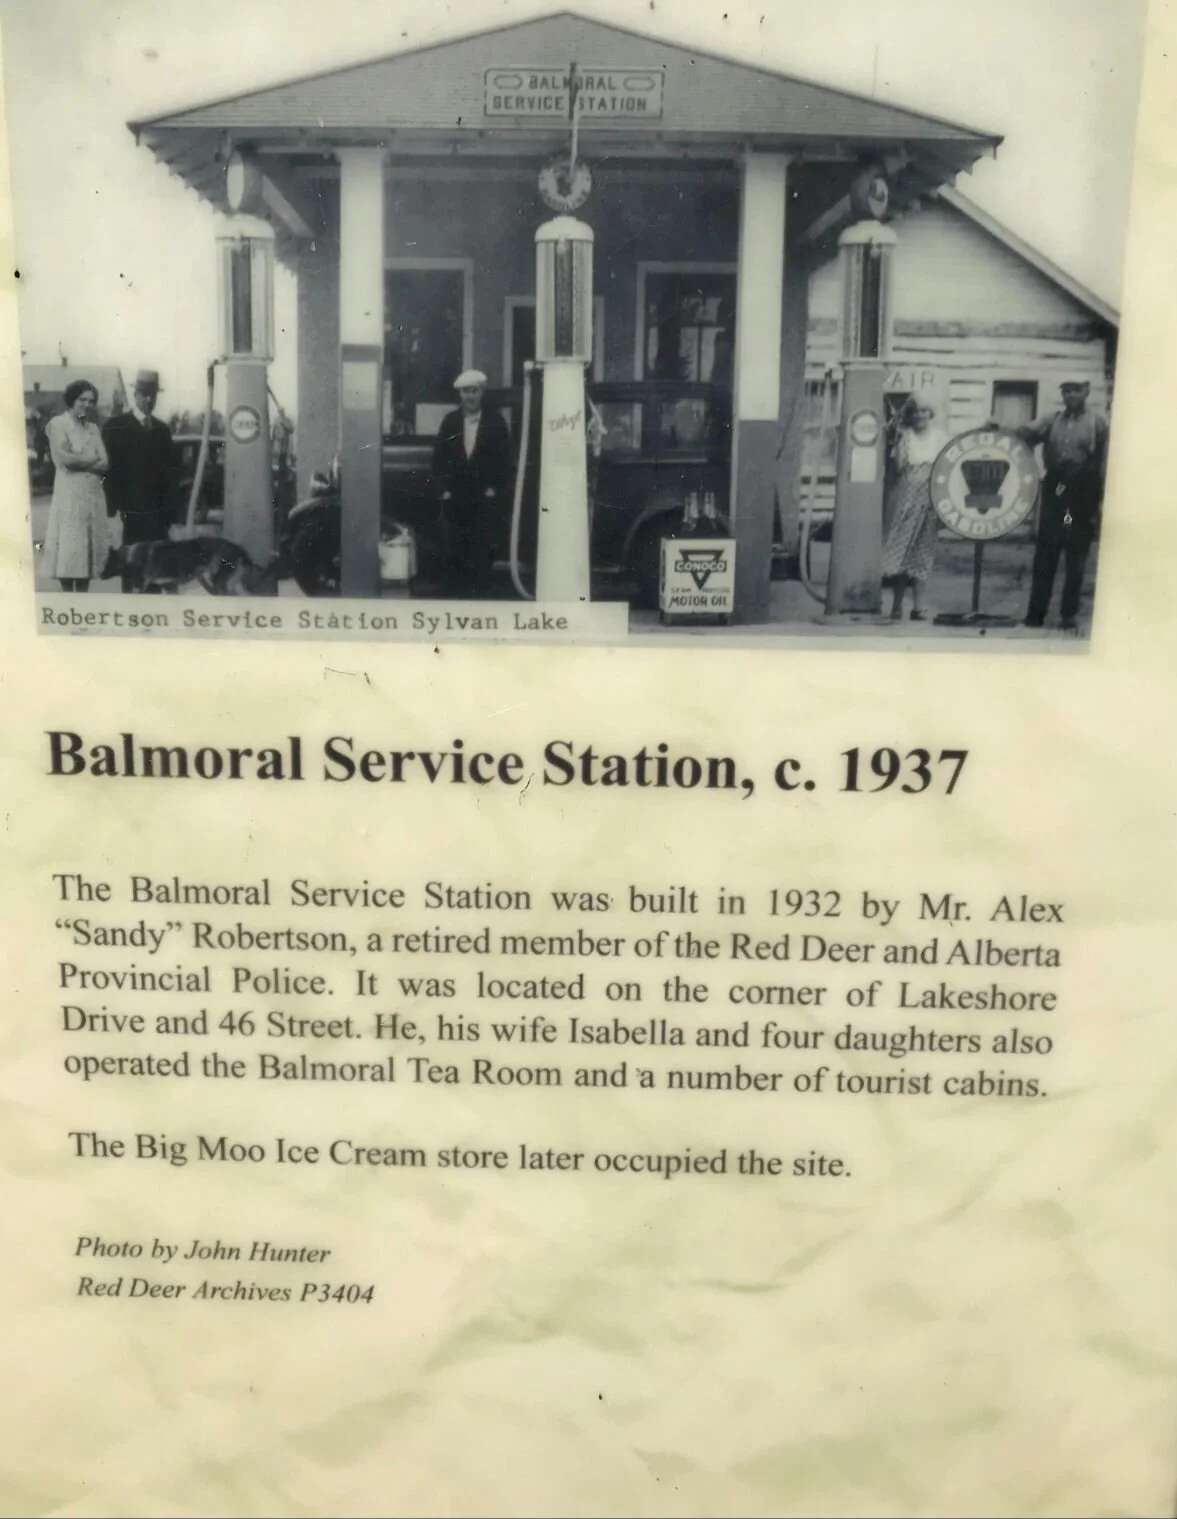 BALMORAL
SERVICE STATION
GASOLINE
AIR
REGAL
GASOLINE
CONOCO
MOTOR OIL
Robertson Service Station Sylvan Lake
Balmoral Service Station, c. 1937
The Balmoral Service Station was built in 1932 by Mr. Alex
“Sandy” Robertson, a retired member of the Red Deer and Alberta
Provincial Police. It was located on the corner of Lakeshore
Drive and 46 Street. He, his wife Isabella and four daughters also
operated the Balmoral Tea Room and a number of tourist cabins.
The Big Moo Ice Cream store later occupied the site.
Photo by John Hunter
Red Deer Archives P3404